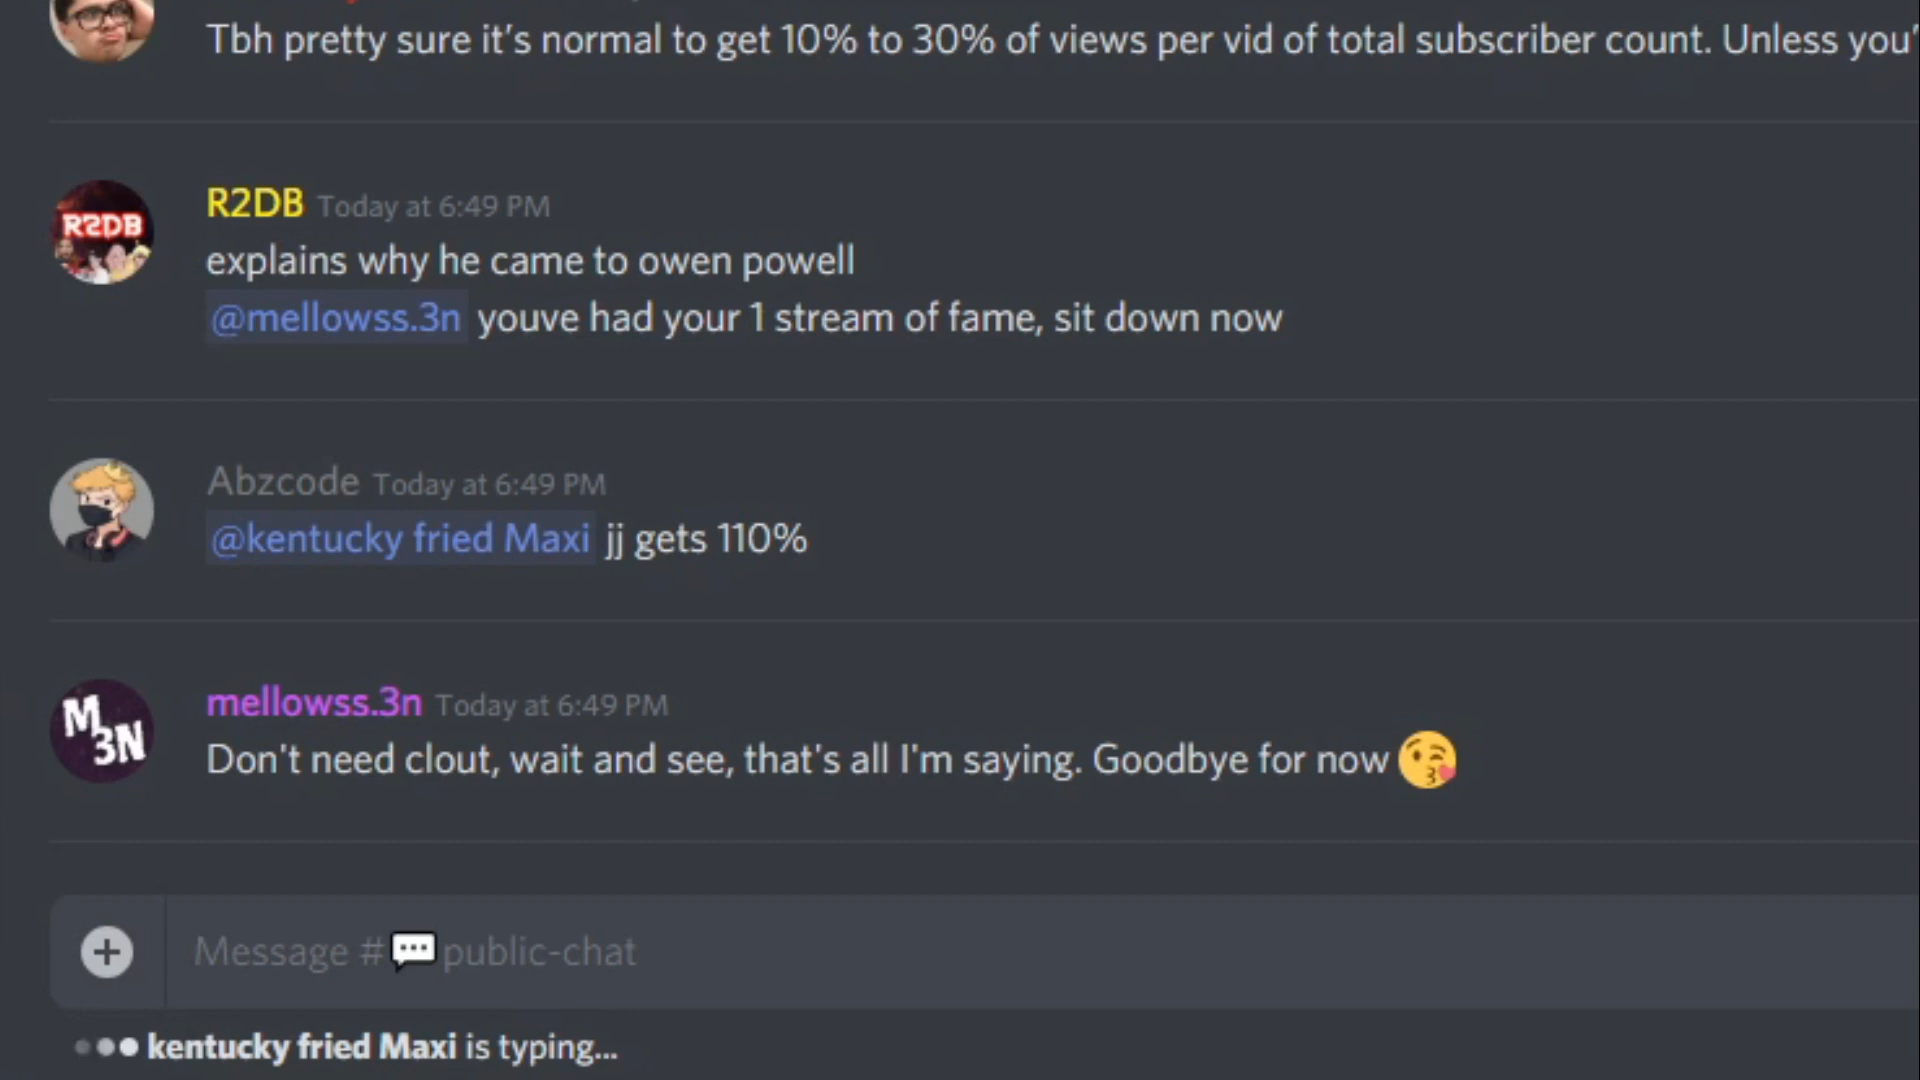 Tbh pretty sure it's normal to get 10% to 30% of views per vid of total subscriber count. Unless you'
R2DB
R2DB Today at 6:49 PM
explains why he came to owen powell
@mellowss.3n youve had your 1 stream of fame, sit down now
Abzcode Today at 6:49 PM
@kentucky fried Maxi jj gets 110%
M3N
mellowss.3n Today at 6:49 PM
Don't need clout, wait and see, that's all I'm saying. Goodbye for now 😘
Message #💬public-chat
kentucky fried Maxi is typing...